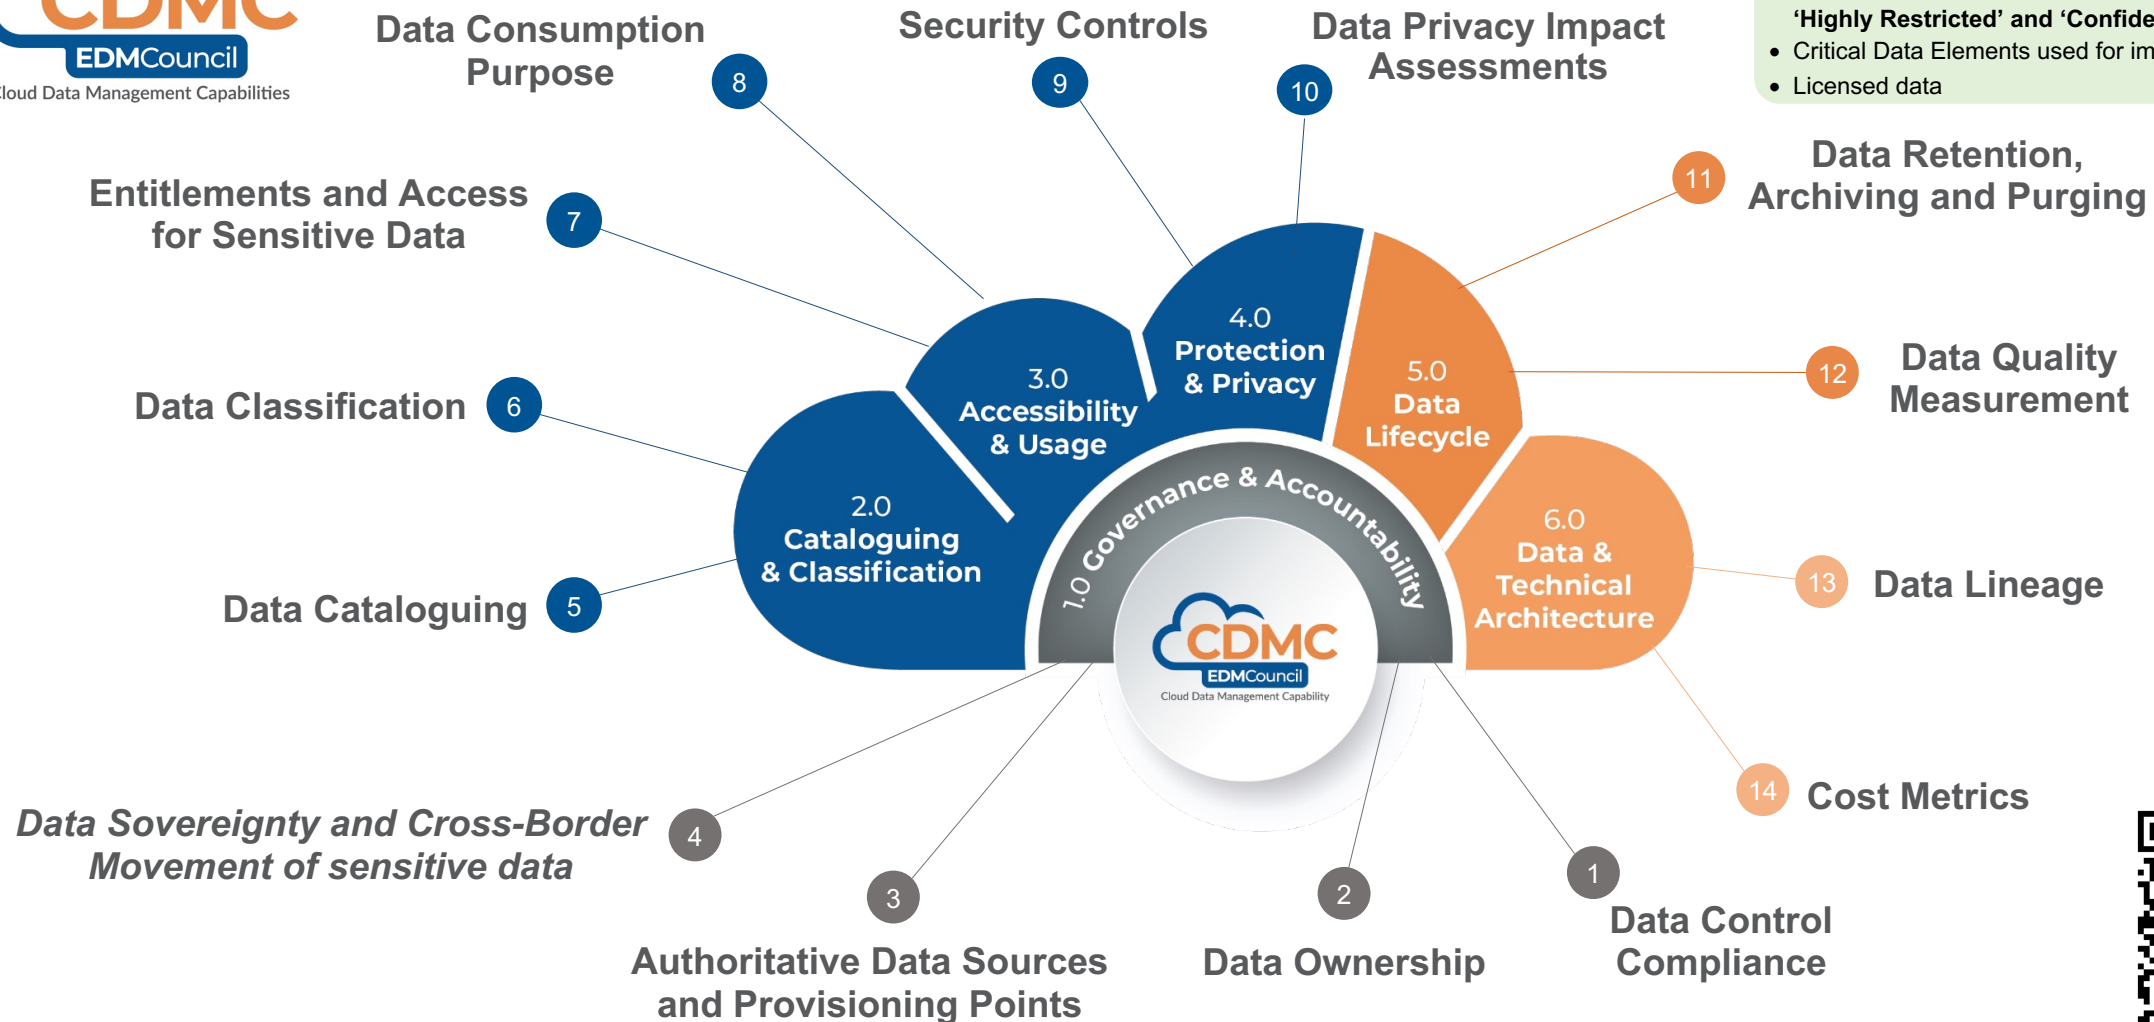 CDMC
EDMCouncil
Cloud Data Management Capabilities
Data Consumption
Purpose
8
Security Controls
9
Data Privacy Impact
Assessments
10
‘Highly Restricted’ and ‘Confide
• Critical Data Elements used for im
• Licensed data
Entitlements and Access
for Sensitive Data
7
11
Data Retention,
Archiving and Purging
Data Classification
6
12
Data Quality
Measurement
Data Cataloguing
5
13
Data Lineage
14
Cost Metrics
2.0
Cataloguing
& Classification
3.0
Accessibility
& Usage
4.0
Protection
& Privacy
5.0
Data
Lifecycle
6.0
Data &
Technical
Architecture
1.0 Governance & Accountability
CDMC
EDMCouncil
Cloud Data Management Capability
Data Sovereignty and Cross-Border
Movement of sensitive data
4
3
Authoritative Data Sources
and Provisioning Points
2
Data Ownership
1
Data Control
Compliance